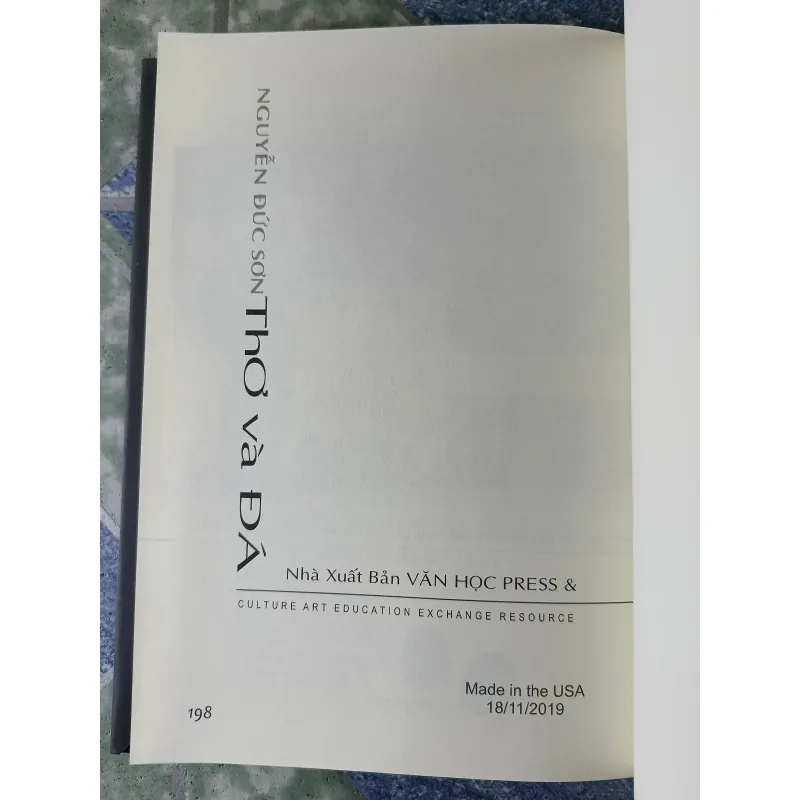 NGUYỄN ĐỨC SƠN Thơ và ĐÁ
Nhà Xuất Bản VĂN HỌC PRESS &
CULTURE ART EDUCATION EXCHANGE RESOURCE
Made in the USA
18/11/2019
198